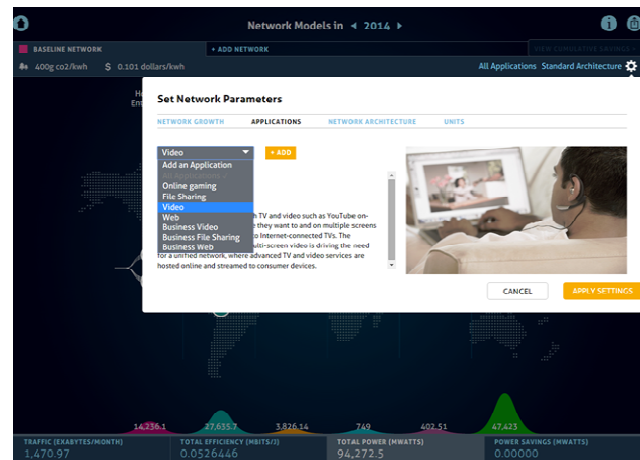 Network Models in ◂ 2014 ▸
BASELINE NETWORK
+ ADD NETWORK
VIEW CUMULATIVE SAVINGS
400g co2/kwh $ 0.101 dollars/kwh
All Applications Standard Architecture
Set Network Parameters
NETWORK GROWTH APPLICATIONS NETWORK ARCHITECTURE UNITS
Video
+ ADD
Add an Application
All Applications
Online gaming
File Sharing
Video
Web
Business Video
Business File Sharing
Business Web
TV and video such as YouTube on-
they want to and on multiple screens
to Internet-connected TVs. The
multi-screen video is driving the need
for a unified network, where advanced TV and video services are
hosted online and streamed to consumer devices.
CANCEL
APPLY SETTINGS
14,236.1 27,635.7 3,826.14 749 402.51 47,423
TRAFFIC (EXABYTES/MONTH) TOTAL EFFICIENCY (MBITS/J) TOTAL POWER (MWATTS) POWER SAVINGS (MWATTS)
1,470.97 0.0526446 94,272.5 0.00000